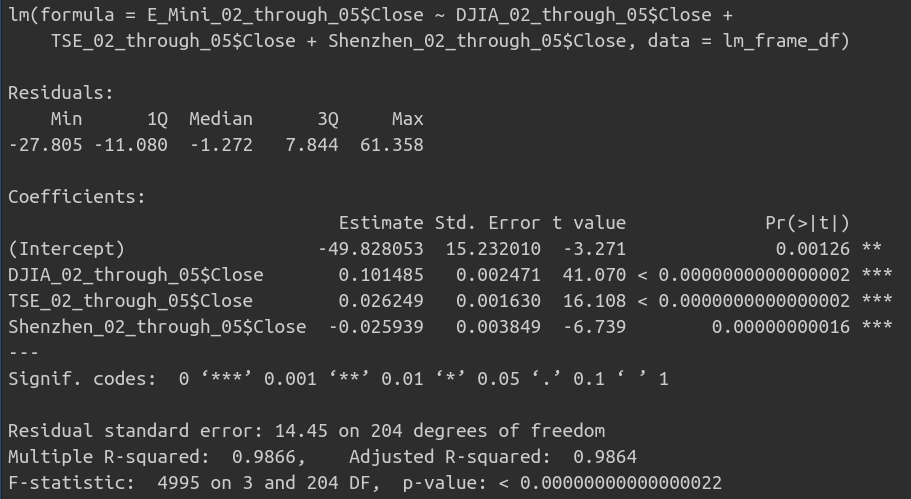 lm(formula = E_Mini_02_through_05$Close ~ DJIA_02_through_05$Close +
    TSE_02_through_05$Close + Shenzhen_02_through_05$Close, data = lm_frame_df)

Residuals:
    Min      1Q  Median      3Q     Max
-27.805 -11.080  -1.272   7.844  61.358

Coefficients:
                               Estimate Std. Error t value             Pr(>|t|)
(Intercept)                  -49.828053  15.232010  -3.271              0.00126 **
DJIA_02_through_05$Close       0.101485   0.002471  41.070 < 0.0000000000000002 ***
TSE_02_through_05$Close        0.026249   0.001630  16.108 < 0.0000000000000002 ***
Shenzhen_02_through_05$Close  -0.025939   0.003849  -6.739        0.00000000016 ***
---
Signif. codes:  0 ‘***’ 0.001 ‘**’ 0.01 ‘*’ 0.05 ‘.’ 0.1 ‘ ’ 1

Residual standard error: 14.45 on 204 degrees of freedom
Multiple R-squared:  0.9866,    Adjusted R-squared:  0.9864
F-statistic:  4995 on 3 and 204 DF,  p-value: < 0.00000000000000022